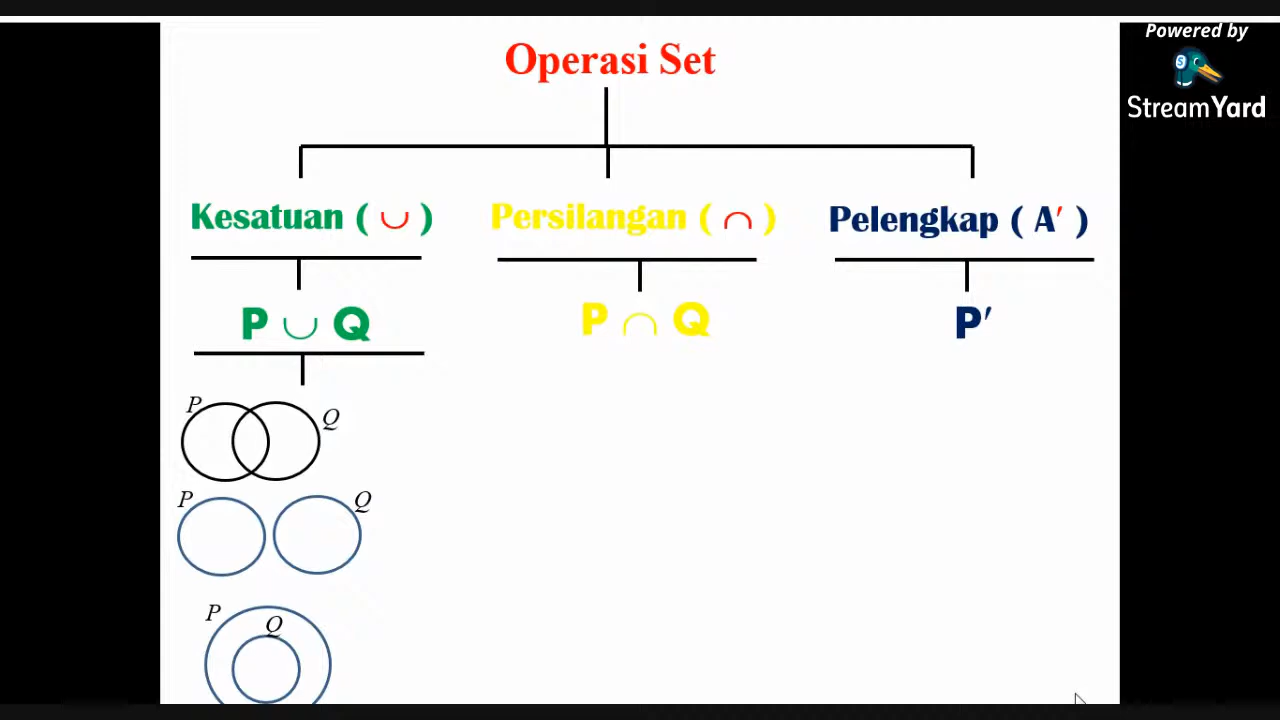 Powered by
StreamYard
Operasi Set
Kesatuan ( ∪ )
Persilangan ( ∩ )
Pelengkap ( A′ )
P ∪ Q
P ∩ Q
P′
P
Q
P
Q
P
Q